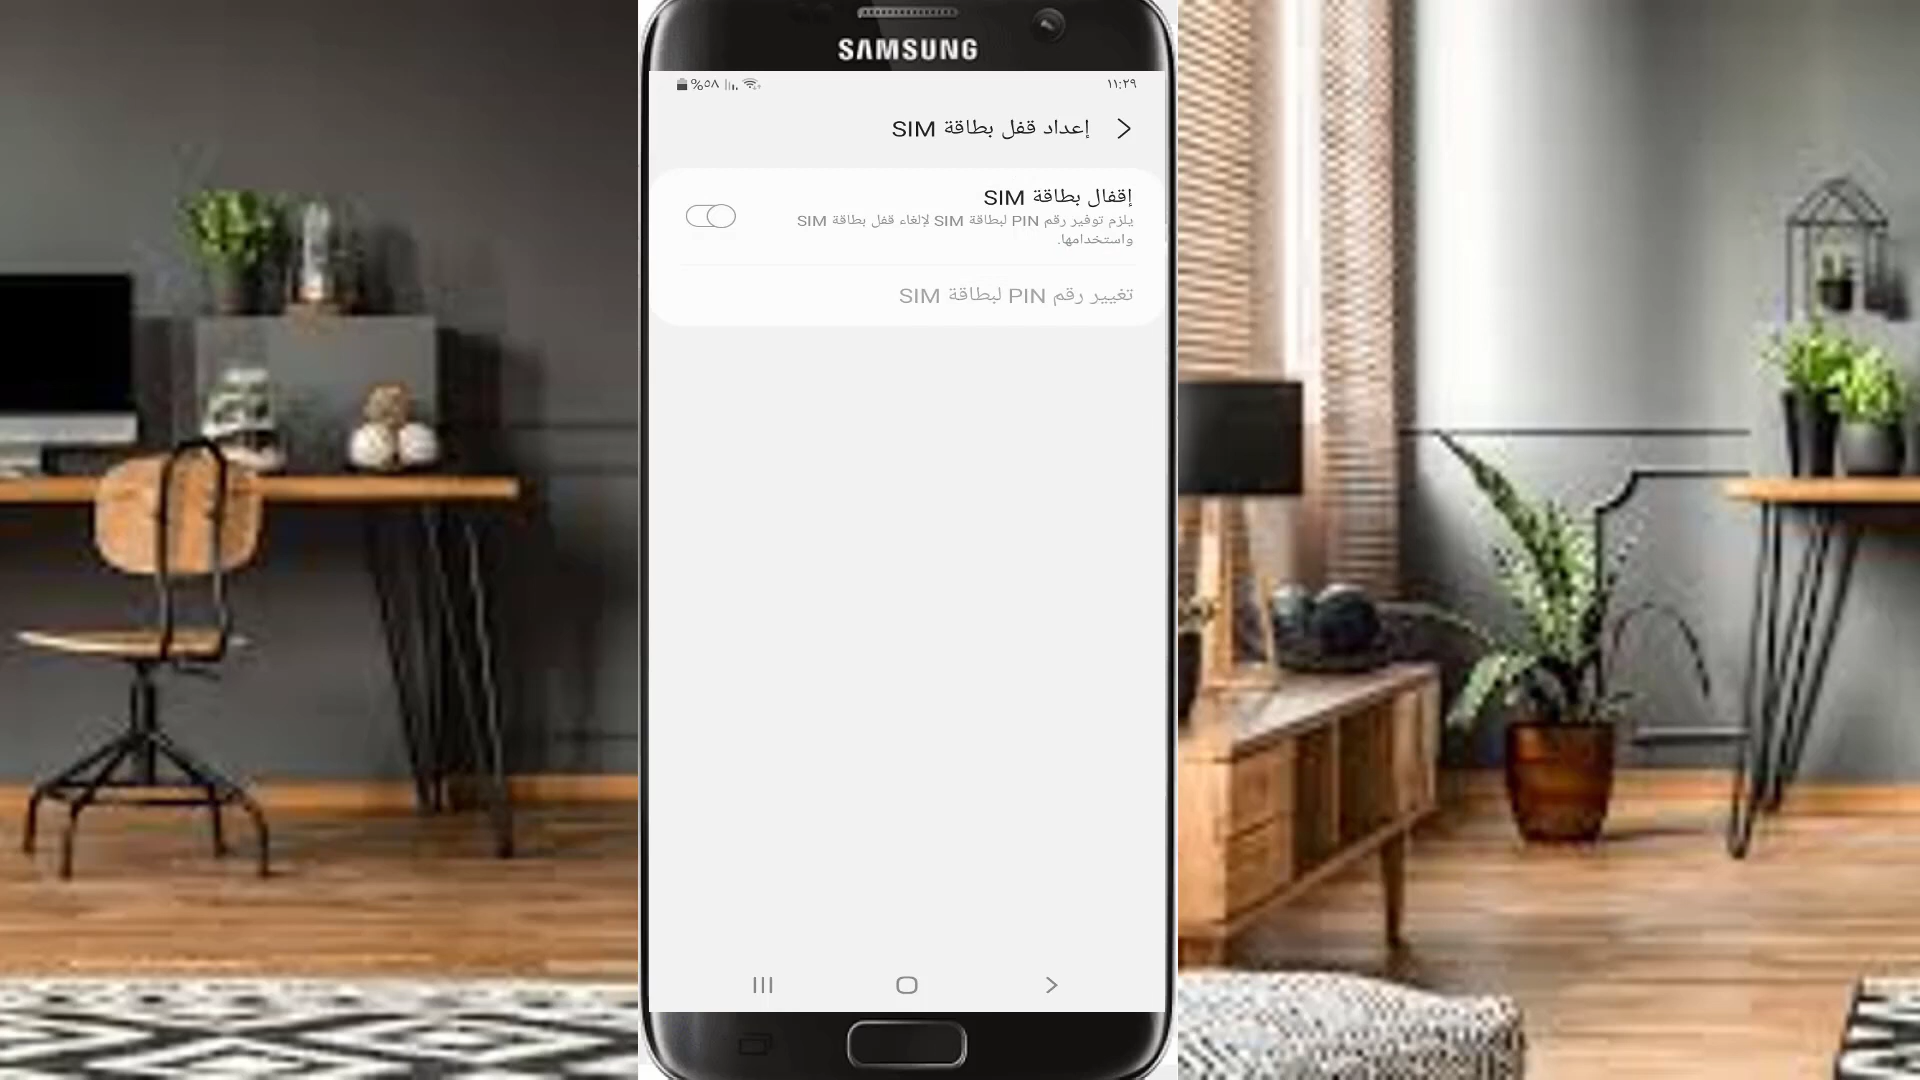 SAMSUNG
١١:٢٩ %٥٨
إعداد قفل بطاقة SIM
إقفال بطاقة SIM
يلزم توفير رقم PIN لبطاقة SIM لإلغاء قفل بطاقة SIM
واستخدامها.
تغيير رقم PIN لبطاقة SIM